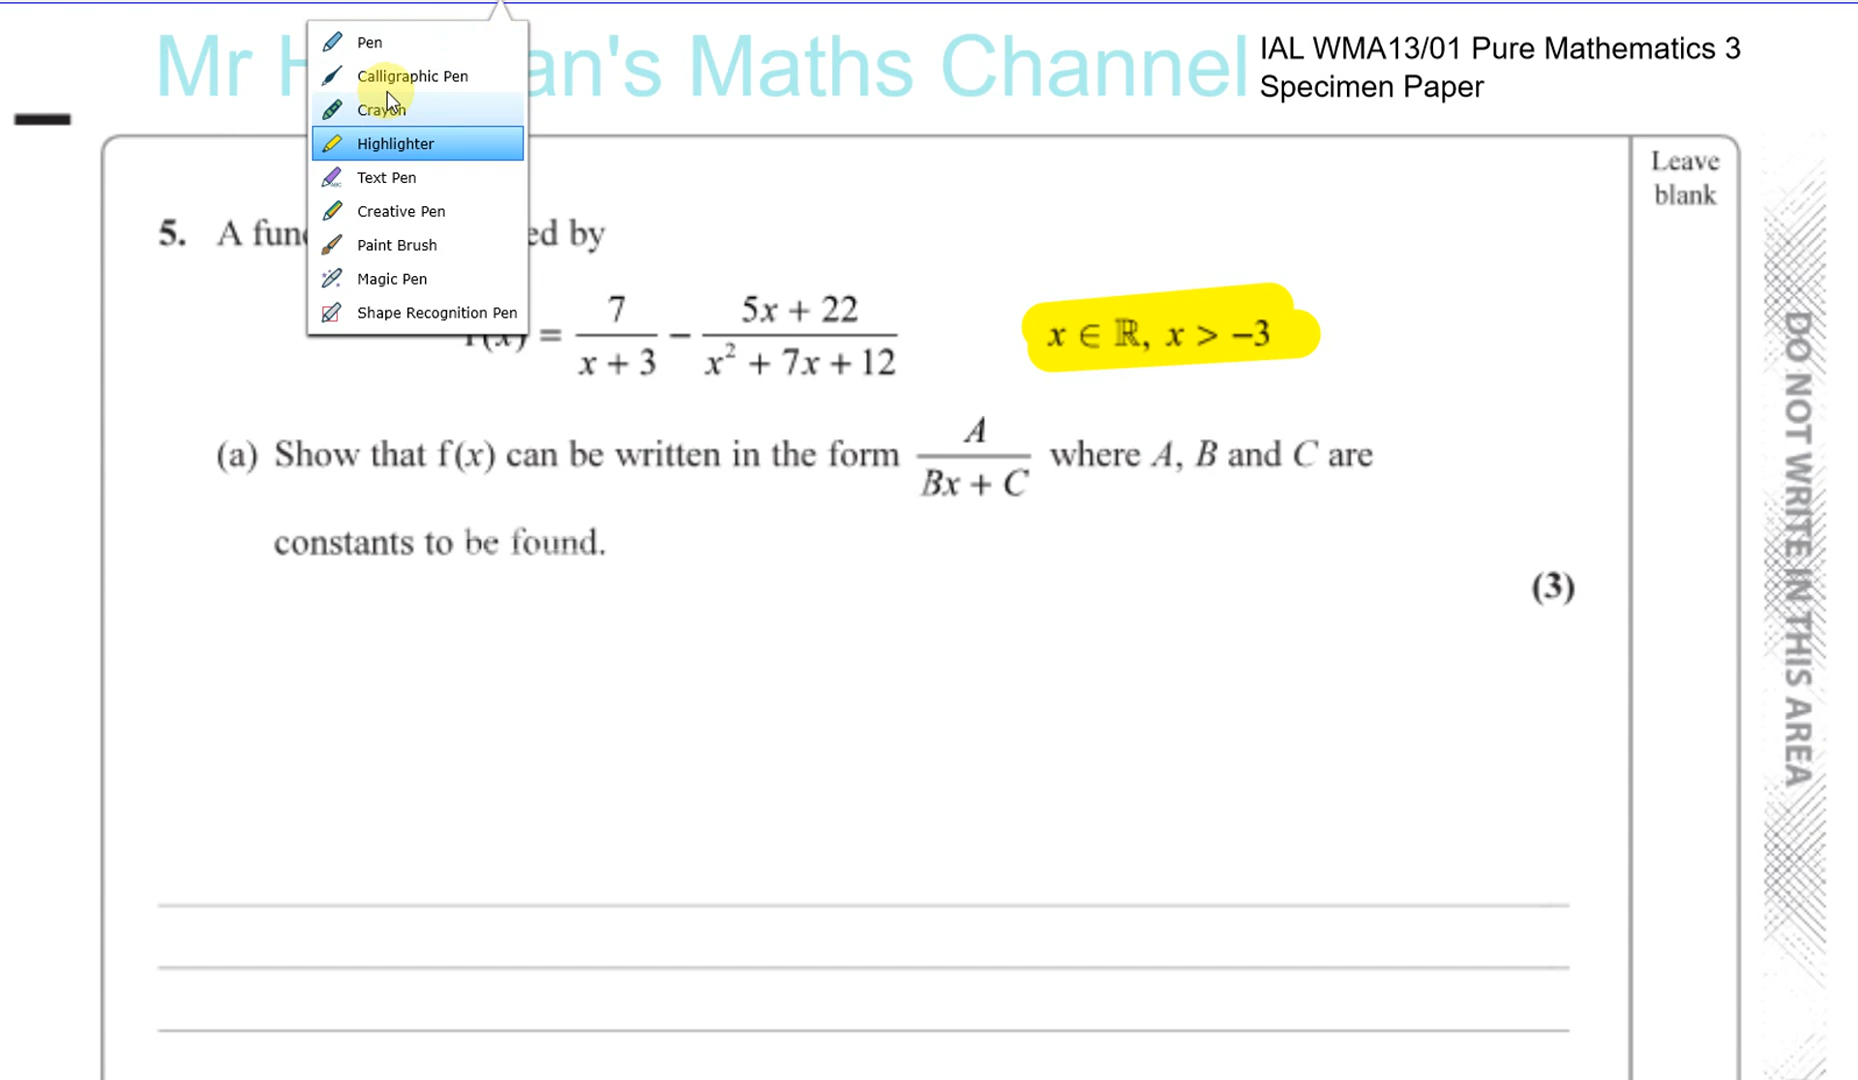 Mr H an's Maths Channel
IAL WMA13/01 Pure Mathematics 3
Specimen Paper
Pen
Calligraphic Pen
Crayon
Highlighter
Text Pen
Creative Pen
Paint Brush
Magic Pen
Shape Recognition Pen
Leave
blank
5. A fun ed by
f(x) = 7/(x + 3) − (5x + 22)/(x² + 7x + 12) x ∈ ℝ, x > −3
(a) Show that f(x) can be written in the form A/(Bx + C) where A, B and C are
constants to be found.
(3)
DO NOT WRITE IN THIS AREA